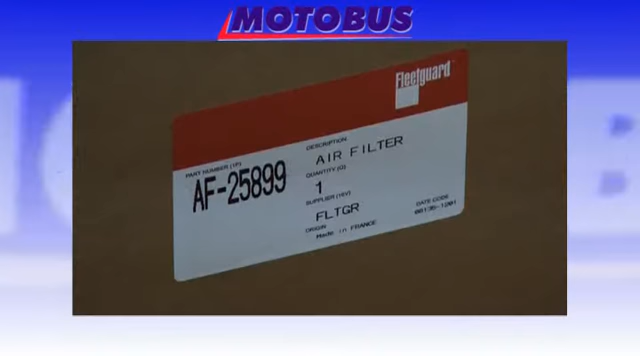 MOTOBUS
Fleetguard
PART NUMBER (1P)
AF-25899
DESCRIPTION
AIR FILTER
QUANTITY (Q)
1
SUPPLIER (15V)
FLTGR
ORIGIN
Made in FRANCE
DATE CODE